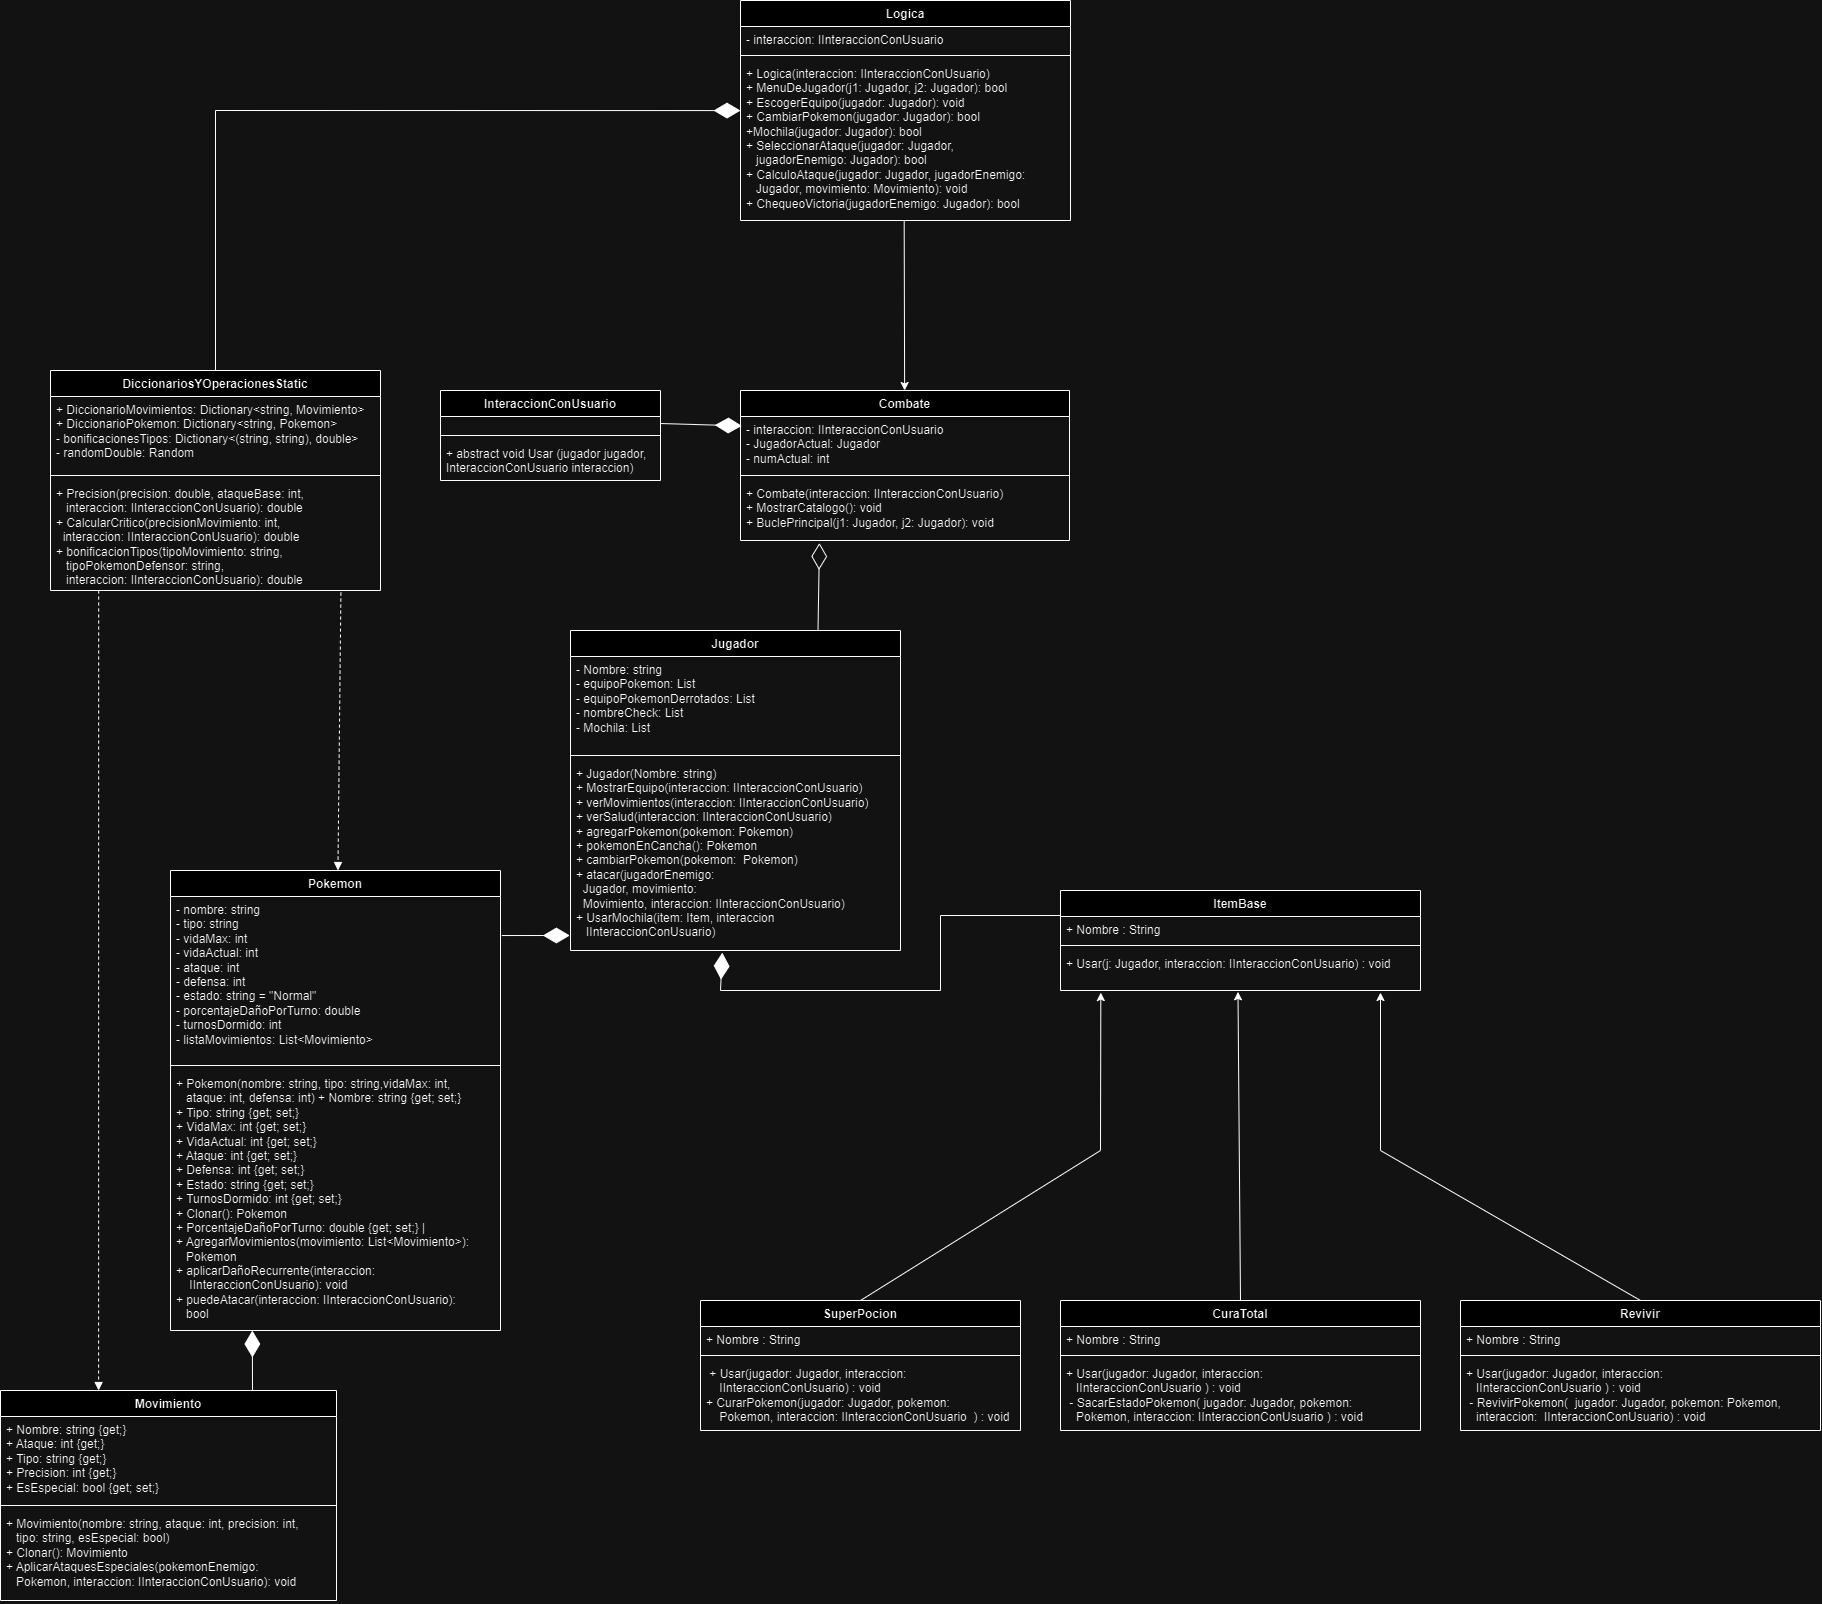 Logica
- interaccion: IInteraccionConUsuario
+ Logica(interaccion: IInteraccionConUsuario)
+ MenuDeJugador(j1: Jugador, j2: Jugador): bool
+ EscogerEquipo(jugador: Jugador): void
+ CambiarPokemon(jugador: Jugador): bool
+Mochila(jugador: Jugador): bool
+ SeleccionarAtaque(jugador: Jugador,
jugadorEnemigo: Jugador): bool
+ CalculoAtaque(jugador: Jugador, jugadorEnemigo:
Jugador, movimiento: Movimiento): void
+ ChequeoVictoria(jugadorEnemigo: Jugador): bool
DiccionariosYOperacionesStatic
+ DiccionarioMovimientos: Dictionary<string, Movimiento>
+ DiccionarioPokemon: Dictionary<string, Pokemon>
- bonificacionesTipos: Dictionary<(string, string), double>
- randomDouble: Random
+ Precision(precision: double, ataqueBase: int,
interaccion: IInteraccionConUsuario): double
+ CalcularCritico(precisionMovimiento: int,
interaccion: IInteraccionConUsuario): double
+ bonificacionTipos(tipoMovimiento: string,
tipoPokemonDefensor: string,
interaccion: IInteraccionConUsuario): double
InteraccionConUsuario
+ abstract void Usar (jugador jugador,
InteraccionConUsuario interaccion)
Combate
- interaccion: IInteraccionConUsuario
- JugadorActual: Jugador
- numActual: int
+ Combate(interaccion: IInteraccionConUsuario)
+ MostrarCatalogo(): void
+ BuclePrincipal(j1: Jugador, j2: Jugador): void
Jugador
- Nombre: string
- equipoPokemon: List
- equipoPokemonDerrotados: List
- nombreCheck: List
- Mochila: List
+ Jugador(Nombre: string)
+ MostrarEquipo(interaccion: IInteraccionConUsuario)
+ verMovimientos(interaccion: IInteraccionConUsuario)
+ verSalud(interaccion: IInteraccionConUsuario)
+ agregarPokemon(pokemon: Pokemon)
+ pokemonEnCancha(): Pokemon
+ cambiarPokemon(pokemon:  Pokemon)
+ atacar(jugadorEnemigo:
Jugador, movimiento:
Movimiento, interaccion: IInteraccionConUsuario)
+ UsarMochila(item: Item, interaccion
IInteraccionConUsuario)
Pokemon
- nombre: string
- tipo: string
- vidaMax: int
- vidaActual: int
- ataque: int
- defensa: int
- estado: string = "Normal"
- porcentajeDañoPorTurno: double
- turnosDormido: int
- listaMovimientos: List<Movimiento>
+ Pokemon(nombre: string, tipo: string,vidaMax: int,
ataque: int, defensa: int) + Nombre: string {get; set;}
+ Tipo: string {get; set;}
+ VidaMax: int {get; set;}
+ VidaActual: int {get; set;}
+ Ataque: int {get; set;}
+ Defensa: int {get; set;}
+ Estado: string {get; set;}
+ TurnosDormido: int {get; set;}
+ Clonar(): Pokemon
+ PorcentajeDañoPorTurno: double {get; set;} |
+ AgregarMovimientos(movimiento: List<Movimiento>):
Pokemon
+ aplicarDañoRecurrente(interaccion:
IInteraccionConUsuario): void
+ puedeAtacar(interaccion: IInteraccionConUsuario):
bool
ItemBase
+ Nombre : String
+ Usar(j: Jugador, interaccion: IInteraccionConUsuario) : void
SuperPocion
+ Nombre : String
+ Usar(jugador: Jugador, interaccion:
IInteraccionConUsuario) : void
+ CurarPokemon(jugador: Jugador, pokemon:
Pokemon, interaccion: IInteraccionConUsuario  ) : void
CuraTotal
+ Nombre : String
+ Usar(jugador: Jugador, interaccion:
IInteraccionConUsuario ) : void
- SacarEstadoPokemon( jugador: Jugador, pokemon:
Pokemon, interaccion: IInteraccionConUsuario ) : void
Revivir
+ Nombre : String
+ Usar(jugador: Jugador, interaccion:
IInteraccionConUsuario ) : void
- RevivirPokemon(  jugador: Jugador, pokemon: Pokemon,
interaccion:  IInteraccionConUsuario) : void
Movimiento
+ Nombre: string {get;}
+ Ataque: int {get;}
+ Tipo: string {get;}
+ Precision: int {get;}
+ EsEspecial: bool {get; set;}
+ Movimiento(nombre: string, ataque: int, precision: int,
tipo: string, esEspecial: bool)
+ Clonar(): Movimiento
+ AplicarAtaquesEspeciales(pokemonEnemigo:
Pokemon, interaccion: IInteraccionConUsuario): void